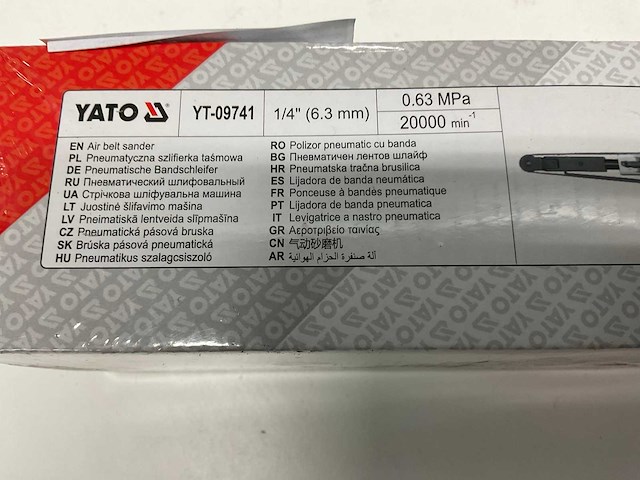 YATO
YT-09741
1/4" (6.3 mm)
0.63 MPa
20000 min-1
EN Air belt sander
PL Pneumatyczna szlifierka taśmowa
DE Pneumatische Bandschleifer
RU Пневматический шлифовальный
UA Стрічкова шліфувальна машина
LT Juostinė šlifavimo mašina
LV Pneimatiskā lentveida slīpmašīna
CZ Pneumatická pásová bruska
SK Brúska pásová pneumatická
HU Pneumatikus szalagcsiszoló
RO Polizor pneumatic cu banda
BG Пневматичен лентов шлайф
HR Pneumatska tračna brusilica
ES Lijadora de banda neumática
FR Ponceuse à bandes pneumatique
PT Lijadora de banda pneumatica
IT Levigatrice a nastro pneumatica
GR Αεροτριβείο ταινίας
CN 气动砂磨机
AR آلة صنفرة الحزام الهوائية